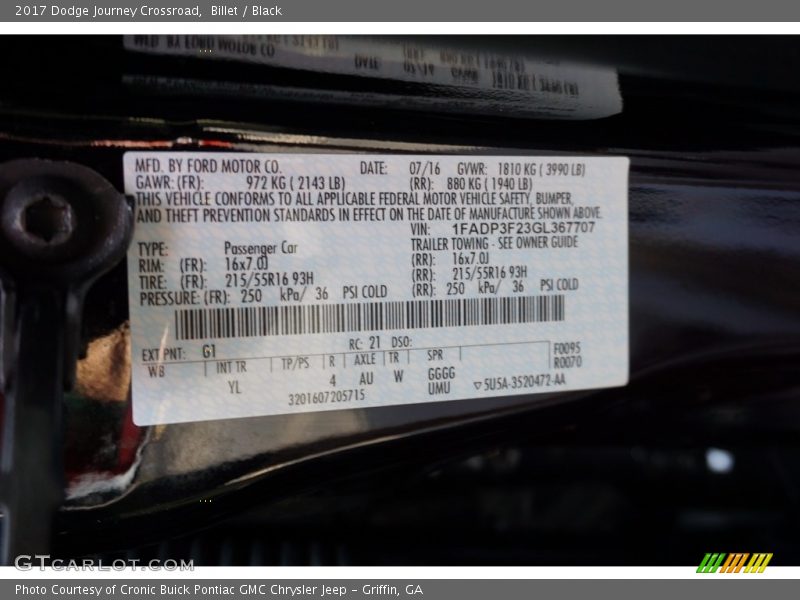 2017 Dodge Journey Crossroad, Billet / Black
MFD. BY FORD MOTOR CO. DATE: 07/16 GVWR: 1810 KG ( 3990 LB)
GAWR: (FR): 972 KG ( 2143 LB) (RR): 880 KG ( 1940 LB)
THIS VEHICLE CONFORMS TO ALL APPLICABLE FEDERAL MOTOR VEHICLE SAFETY, BUMPER,
AND THEFT PREVENTION STANDARDS IN EFFECT ON THE DATE OF MANUFACTURE SHOWN ABOVE.
VIN: 1FADP3F23GL367707
TYPE: Passenger Car TRAILER TOWING - SEE OWNER GUIDE
RIM: (FR): 16x7.0J (RR): 16x7.0J
TIRE: (FR): 215/55R16 93H (RR): 215/55R16 93H
PRESSURE: (FR): 250 kPa/ 36 PSI COLD (RR): 250 kPa/ 36 PSI COLD
EXT PNT: G1 RC: 21 DSO: F0095
WB INT TR TP/PS R AXLE TR SPR R0070
YL 4 AU W GGGG
UMU ▽5U5A-3520472-AA
3201607205715
GTcarlot.com
Photo Courtesy of Cronic Buick Pontiac GMC Chrysler Jeep - Griffin, GA